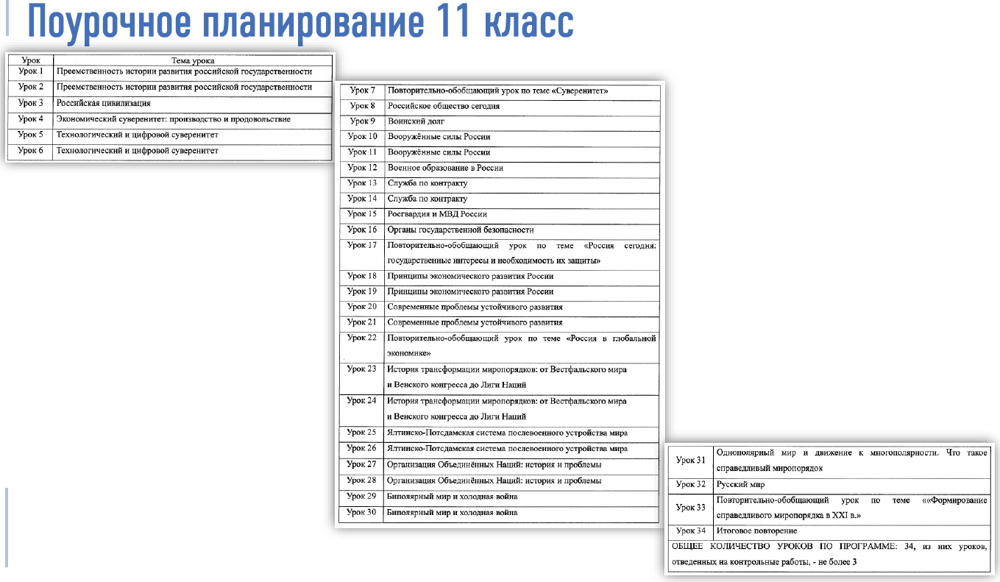 Поурочное планирование 11 класс
Урок Тема урока
Урок 1 Преемственность истории развития российской государственности
Урок 2 Преемственность истории развития российской государственности
Урок 3 Российская цивилизация
Урок 4 Экономический суверенитет: производство и продовольствие
Урок 5 Технологический и цифровой суверенитет
Урок 6 Технологический и цифровой суверенитет
Урок 7 Повторительно-обобщающий урок по теме «Суверенитет»
Урок 8 Российское общество сегодня
Урок 9 Воинский долг
Урок 10 Вооружённые силы России
Урок 11 Вооружённые силы России
Урок 12 Военное образование в России
Урок 13 Служба по контракту
Урок 14 Служба по контракту
Урок 15 Росгвардия и МВД России
Урок 16 Органы государственной безопасности
Урок 17 Повторительно-обобщающий урок по теме «Россия сегодня:
государственные интересы и необходимость их защиты»
Урок 18 Принципы экономического развития России
Урок 19 Принципы экономического развития России
Урок 20 Современные проблемы устойчивого развития
Урок 21 Современные проблемы устойчивого развития
Урок 22 Повторительно-обобщающий урок по теме «Россия в глобальной
экономике»
Урок 23 История трансформации миропорядков: от Вестфальского мира
и Венского конгресса до Лиги Наций
Урок 24 История трансформации миропорядков: от Вестфальского мира
и Венского конгресса до Лиги Наций
Урок 25 Ялтинско-Потсдамская система послевоенного устройства мира
Урок 26 Ялтинско-Потсдамская система послевоенного устройства мира
Урок 27 Организация Объединённых Наций: история и проблемы
Урок 28 Организация Объединённых Наций: история и проблемы
Урок 29 Биполярный мир и холодная война
Урок 30 Биполярный мир и холодная война
Урок 31 Однополярный мир и движение к многополярности. Что такое
справедливый миропорядок
Урок 32 Русский мир
Урок 33 Повторительно-обобщающий урок по теме ««Формирование
справедливого миропорядка в XXI в.»
Урок 34 Итоговое повторение
ОБЩЕЕ КОЛИЧЕСТВО УРОКОВ ПО ПРОГРАММЕ: 34, из них уроков,
отведенных на контрольные работы, - не более 3